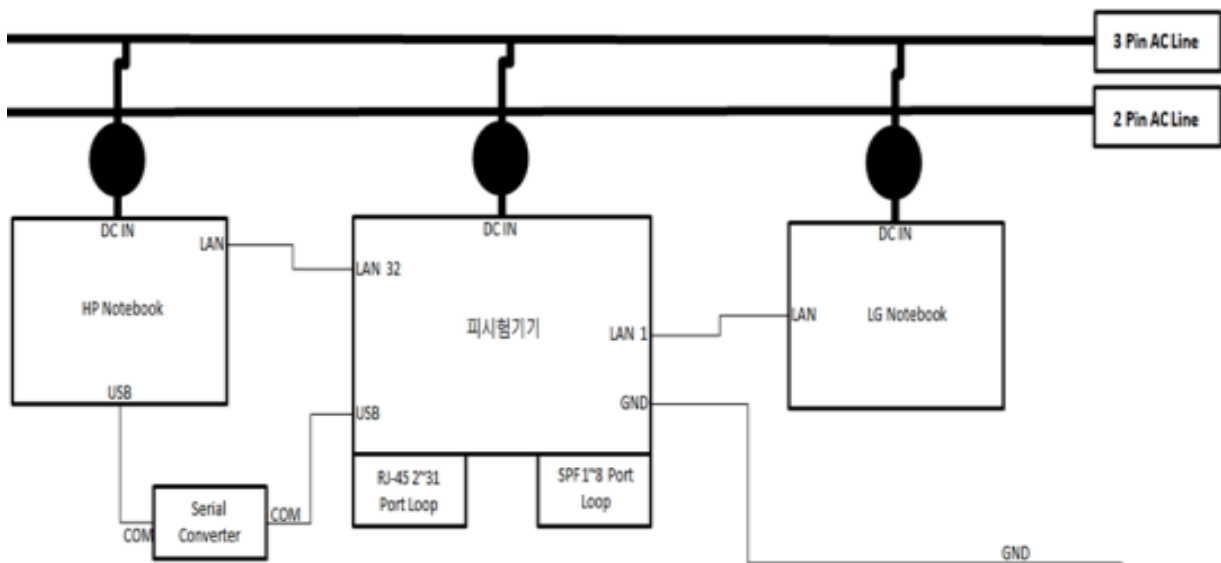 3 Pin AC Line
2 Pin AC Line
DC IN
LAN
HP Notebook
USB
DC IN
LAN 32
피시험기기
LAN 1
GND
USB
DC IN
LAN
LG Notebook
RJ-45 2~31
Port Loop
SPF 1~8 Port
Loop
Serial
Converter
COM
COM
GND